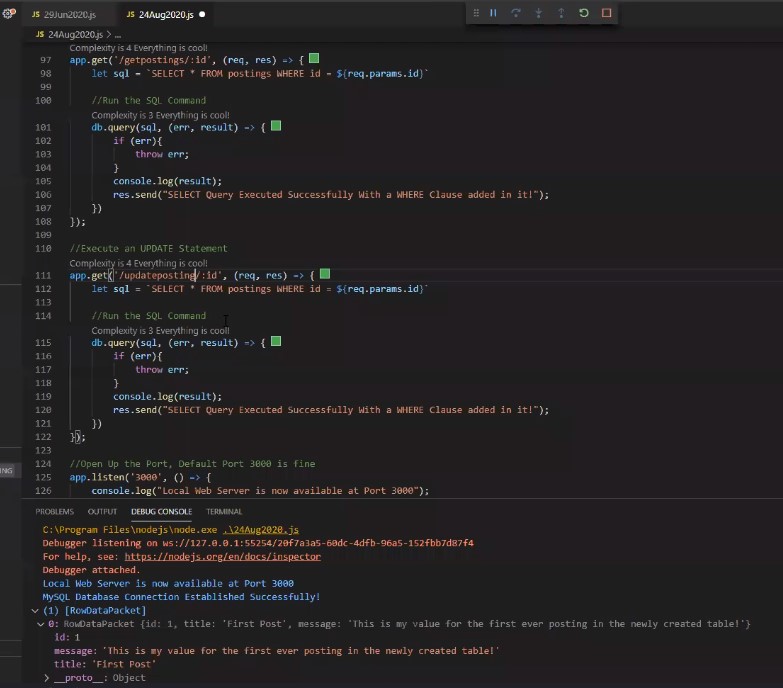 JS 29Jun2020.js
JS 24Aug2020.js
JS 24Aug2020.js > ...
Complexity is 4 Everything is cool!
97 app.get('/getpostings/:id', (req, res) => {
98 let sql = `SELECT * FROM postings WHERE id = ${req.params.id}`
99
100 //Run the SQL Command
Complexity is 3 Everything is cool!
101 db.query(sql, (err, result) => {
102 if (err){
103 throw err;
104 }
105 console.log(result);
106 res.send("SELECT Query Executed Successfully With a WHERE Clause added in it!");
107 })
108 });
109
110 //Execute an UPDATE Statement
Complexity is 4 Everything is cool!
111 app.get('/updateposting/:id', (req, res) => {
112 let sql = `SELECT * FROM postings WHERE id = ${req.params.id}`
113
114 //Run the SQL Command
Complexity is 3 Everything is cool!
115 db.query(sql, (err, result) => {
116 if (err){
117 throw err;
118 }
119 console.log(result);
120 res.send("SELECT Query Executed Successfully With a WHERE Clause added in it!");
121 })
122 });
123
124 //Open Up the Port, Default Port 3000 is fine
125 app.listen('3000', () => {
126 console.log("Local Web Server is now available at Port 3000");
ING
PROBLEMS OUTPUT DEBUG CONSOLE TERMINAL
C:\Program Files\nodejs\node.exe .\24Aug2020.js
Debugger listening on ws://127.0.0.1:55254/20f7a3a5-60dc-4dfb-96a5-152fbb7d87f4
For help, see: https://nodejs.org/en/docs/inspector
Debugger attached.
Local Web Server is now available at Port 3000
MySQL Database Connection Established Successfully!
(1) [RowDataPacket]
0: RowDataPacket {id: 1, title: 'First Post', message: 'This is my value for the first ever posting in the newly created table!'}
id: 1
message: 'This is my value for the first ever posting in the newly created table!'
title: 'First Post'
__proto__: Object